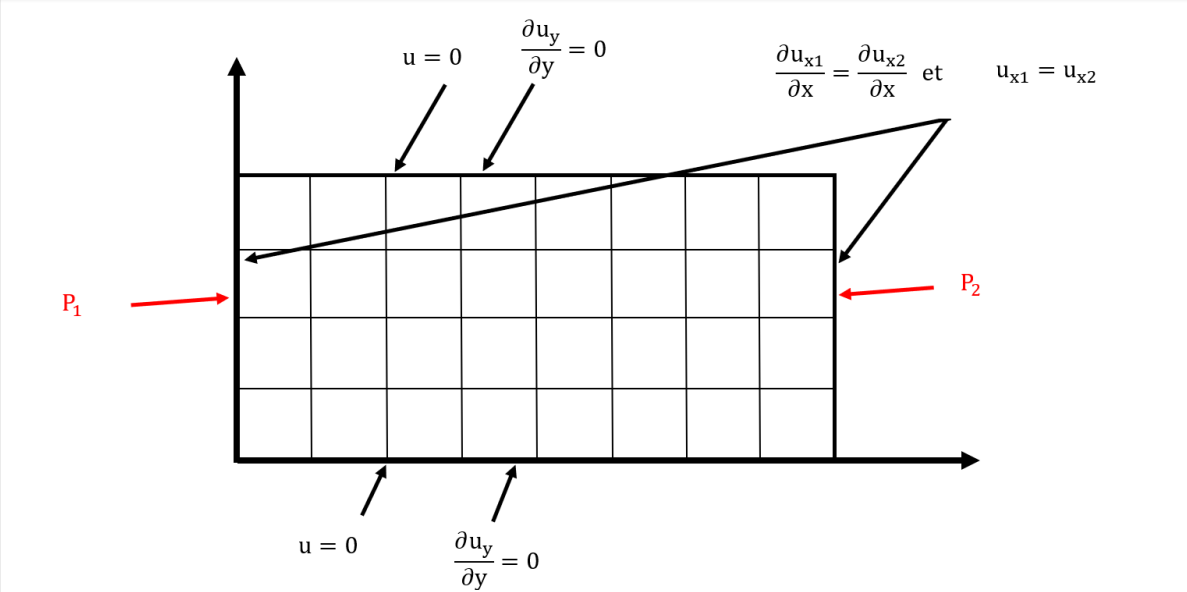 u = 0
∂u_y/∂y = 0
∂u_x1/∂x = ∂u_x2/∂x et u_x1 = u_x2
P_1
P_2
u = 0
∂u_y/∂y = 0